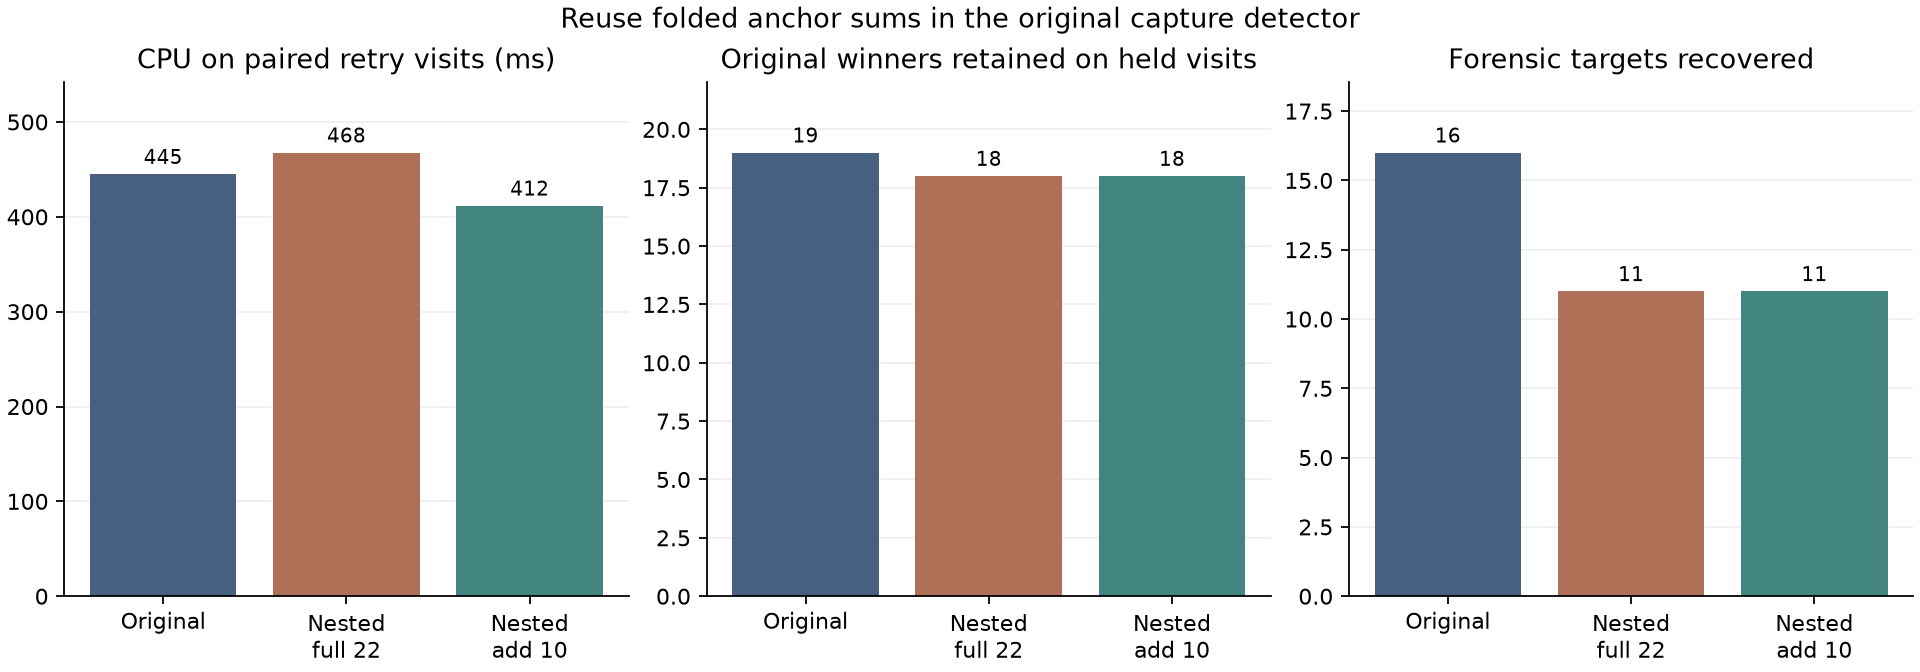 Reuse folded anchor sums in the original capture detector
CPU on paired retry visits (ms)
500
400
300
200
100
0
445
468
412
Original
Nested
full 22
Nested
add 10
Original winners retained on held visits
20.0
17.5
15.0
12.5
10.0
7.5
5.0
2.5
0.0
19
18
18
Original
Nested
full 22
Nested
add 10
Forensic targets recovered
17.5
15.0
12.5
10.0
7.5
5.0
2.5
0.0
16
11
11
Original
Nested
full 22
Nested
add 10